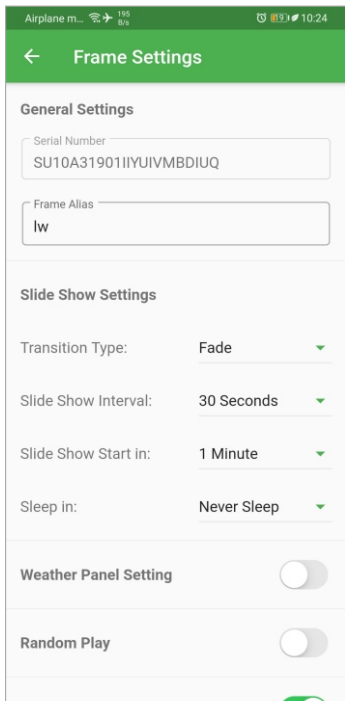 Airplane m... 195 B/s 19 10:24
Frame Settings
General Settings
Serial Number
SU10A31901IIYUIVMBDIUQ
Frame Alias
lw
Slide Show Settings
Transition Type: Fade
Slide Show Interval: 30 Seconds
Slide Show Start in: 1 Minute
Sleep in: Never Sleep
Weather Panel Setting
Random Play